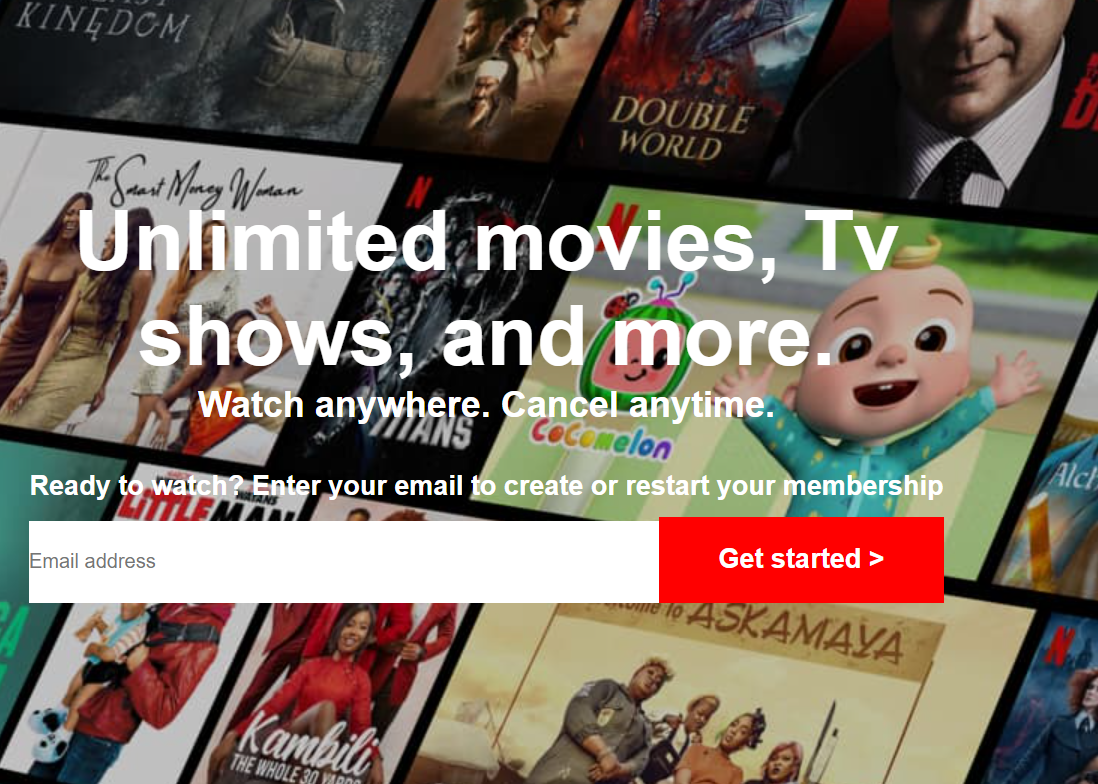 KINGDOM
DOUBLE
WORLD
The Smart Money Woman
N
N
Unlimited movies, Tv
shows, and more.
Watch anywhere. Cancel anytime.
TITANS
CoComelon
Alch
Ready to watch? Enter your email to create or restart your membership
LITTLE MAN
Email address
Get started >
to ASKAMAYA
N
Kambili
THE WHOLE 30 YARDS